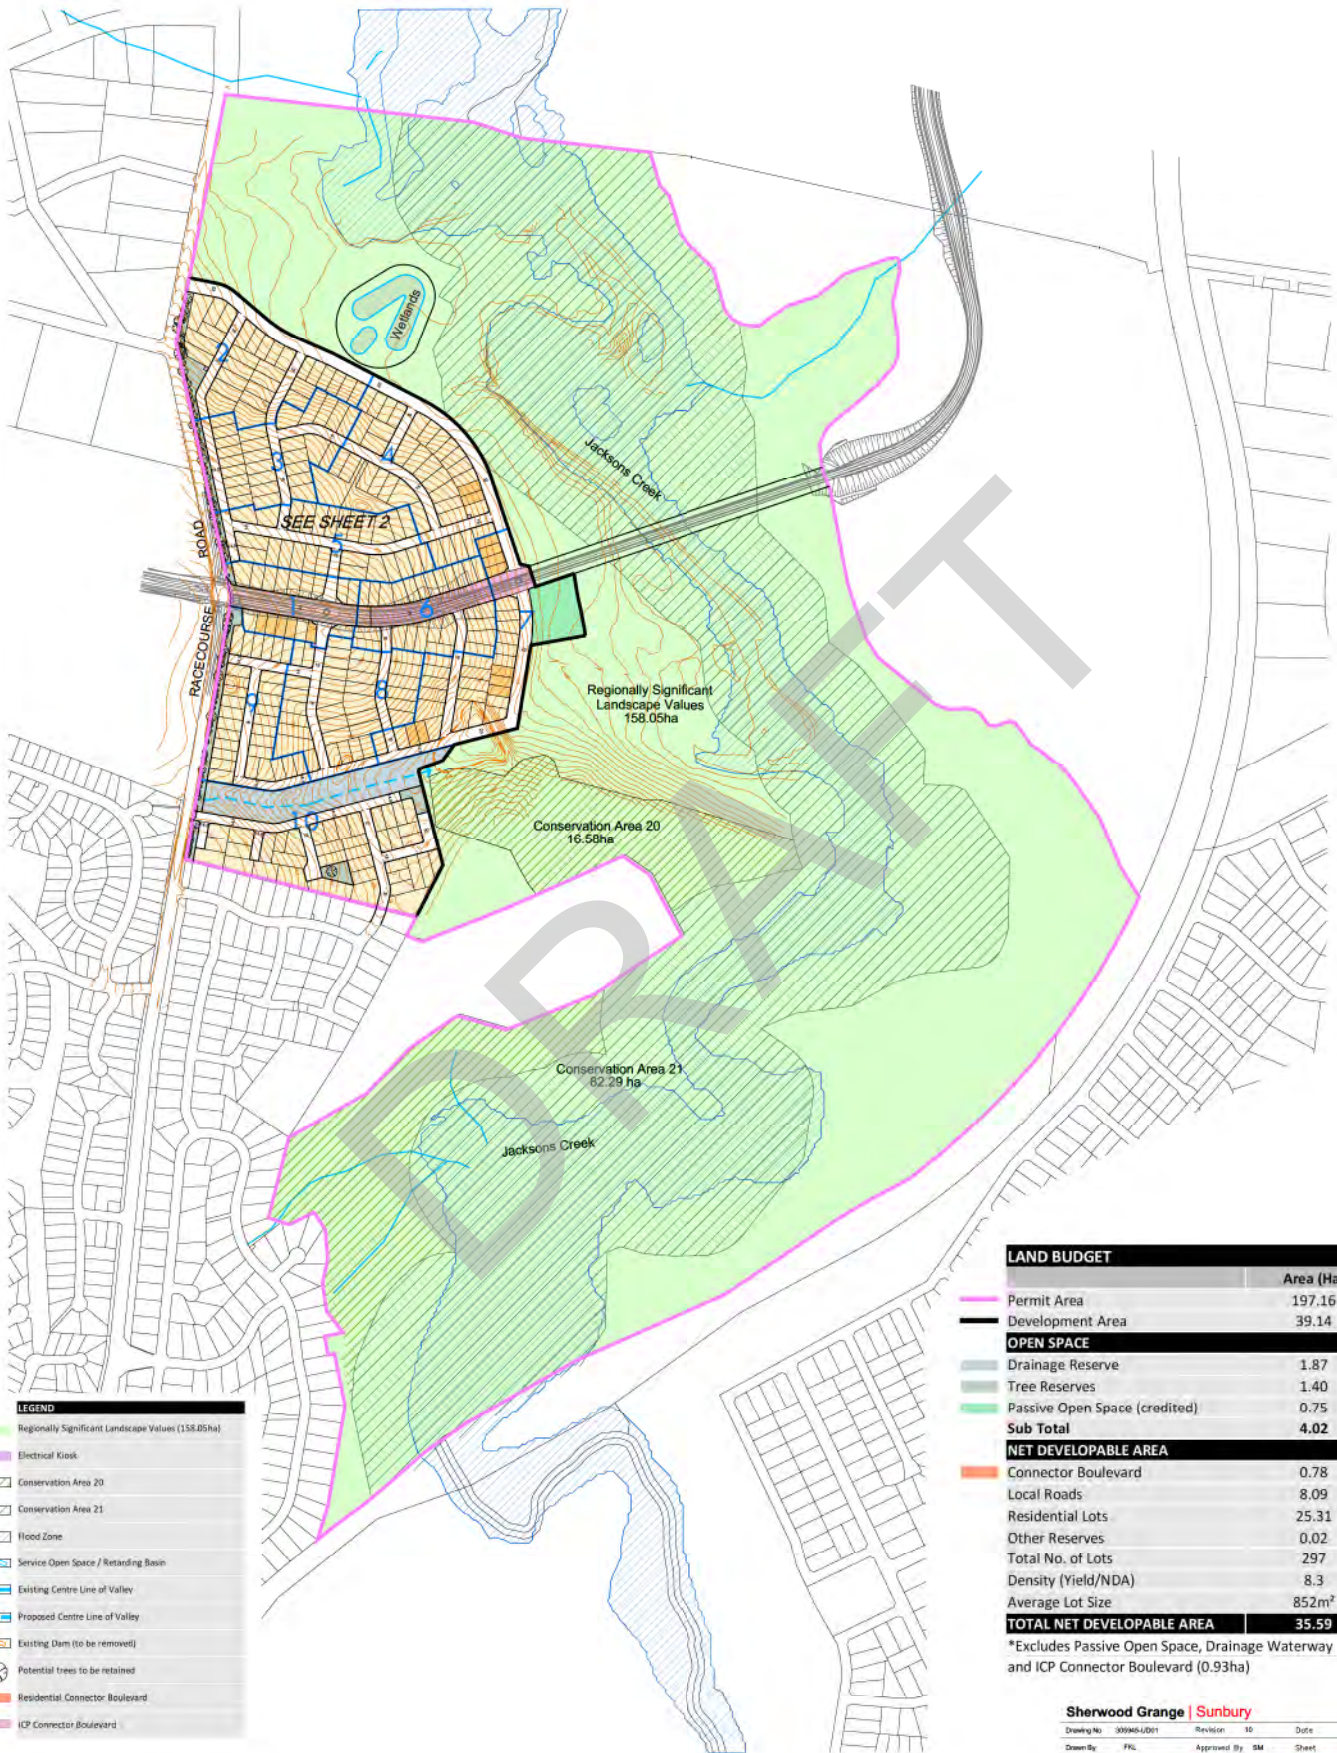 Wetlands
2
3
4
Jacksons Creek
SEE SHEET 2
5
ROAD
1
6
7
RACECOURSE
8
9
Regionally Significant
Landscape Values
158.05ha
10
Conservation Area 20
16.58ha
Conservation Area 21
82.29 ha
Jacksons Creek
DRAFT
LAND BUDGET
Area (Ha
Permit Area 197.16
Development Area 39.14
OPEN SPACE
Drainage Reserve 1.87
Tree Reserves 1.40
Passive Open Space (credited) 0.75
Sub Total 4.02
NET DEVELOPABLE AREA
Connector Boulevard 0.78
Local Roads 8.09
Residential Lots 25.31
Other Reserves 0.02
Total No. of Lots 297
Density (Yield/NDA) 8.3
Average Lot Size 852m²
TOTAL NET DEVELOPABLE AREA 35.59
*Excludes Passive Open Space, Drainage Waterway
and ICP Connector Boulevard (0.93ha)
LEGEND
Regionally Significant Landscape Values (158.05ha)
Electrical Kiosk
Conservation Area 20
Conservation Area 21
Flood Zone
Service Open Space / Retarding Basin
Existing Centre Line of Valley
Proposed Centre Line of Valley
Existing Dam (to be removed)
Potential trees to be retained
Residential Connector Boulevard
ICP Connector Boulevard
Sherwood Grange | Sunbury
Drawing No Revision 10 Date
Drawn By FKL Approved By SM Sheet